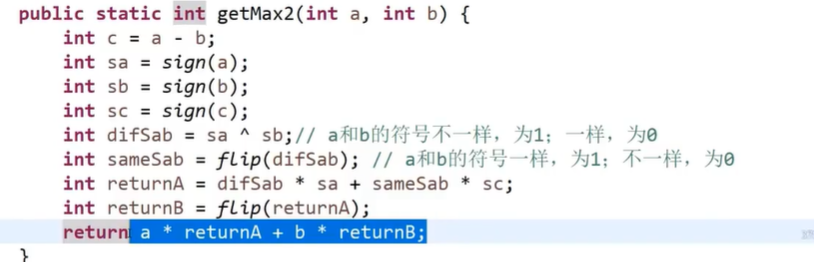 public static int getMax2(int a, int b) {
int c = a - b;
int sa = sign(a);
int sb = sign(b);
int sc = sign(c);
int difSab = sa ^ sb;// a和b的符号不一样，为1；一样，为0
int sameSab = flip(difSab); // a和b的符号一样，为1；不一样，为0
int returnA = difSab * sa + sameSab * sc;
int returnB = flip(returnA);
return a * returnA + b * returnB;
}